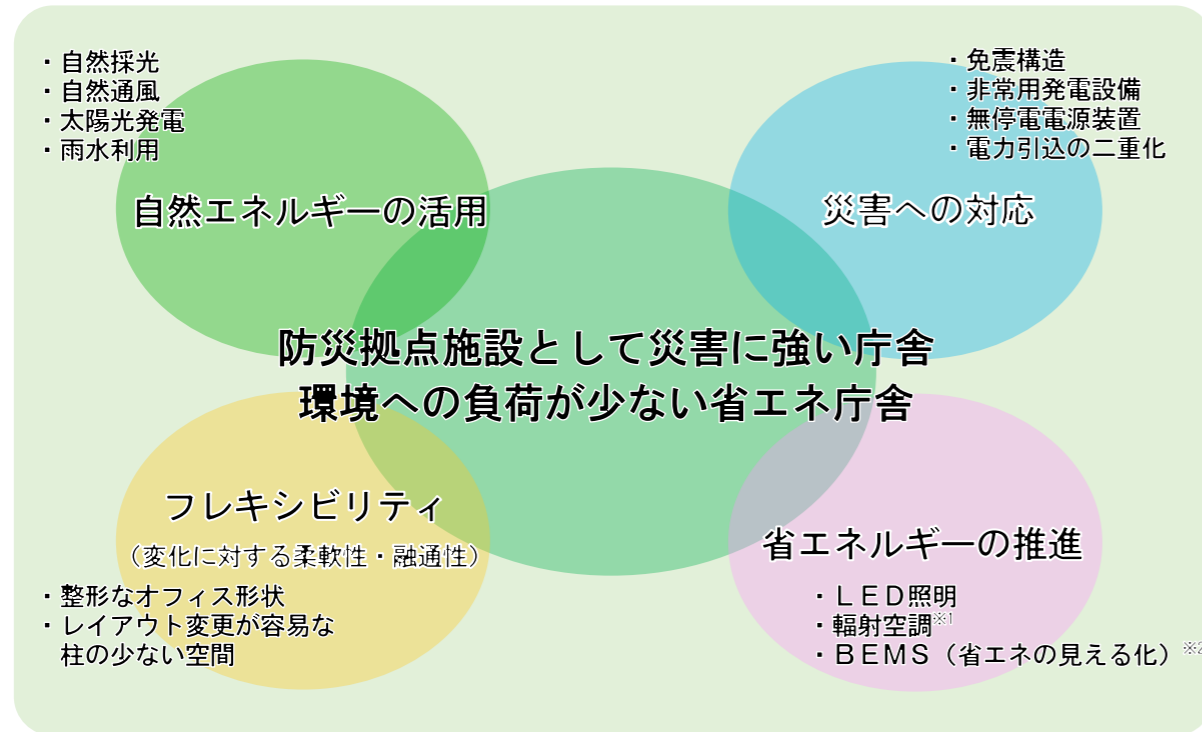 ・自然採光
・自然通風
・太陽光発電
・雨水利用
自然エネルギーの活用
・免震構造
・非常用発電設備
・無停電電源装置
・電力引込の二重化
災害への対応
防災拠点施設として災害に強い庁舎
環境への負荷が少ない省エネ庁舎
フレキシビリティ
（変化に対する柔軟性・融通性）
・整形なオフィス形状
・レイアウト変更が容易な
柱の少ない空間
省エネルギーの推進
・ＬＥＤ照明
・輻射空調※1
・ＢＥＭＳ（省エネの見える化）※2